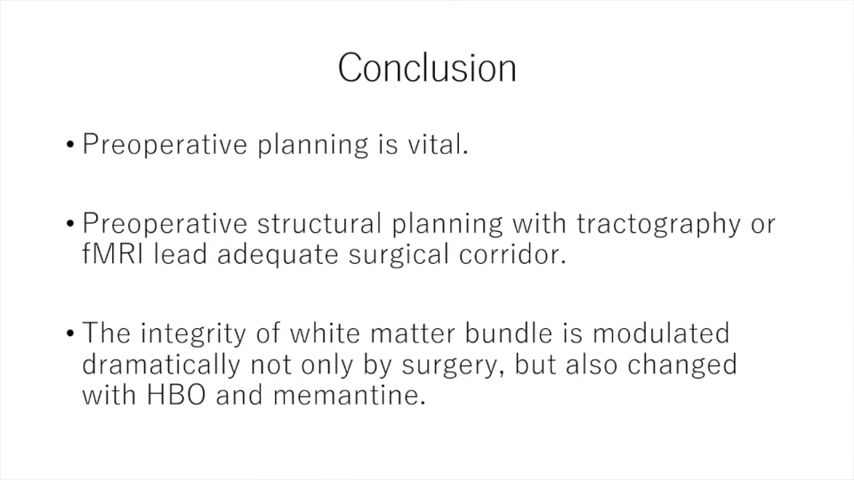 Conclusion
• Preoperative planning is vital.
• Preoperative structural planning with tractography or
fMRI lead adequate surgical corridor.
• The integrity of white matter bundle is modulated
dramatically not only by surgery, but also changed
with HBO and memantine.